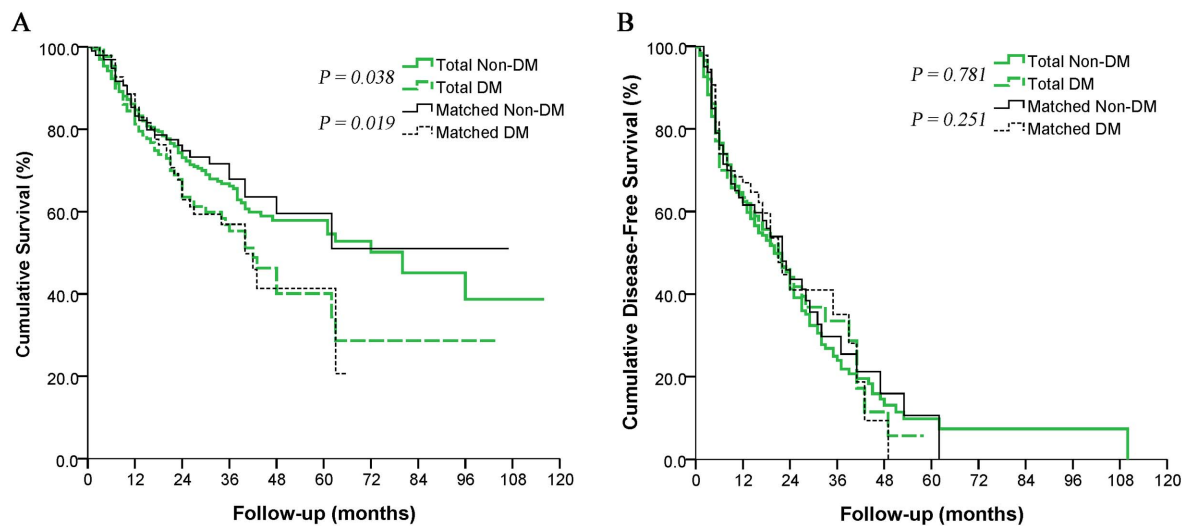 A
Cumulative Survival (%)
100.0
80.0
60.0
40.0
20.0
0.0
P = 0.038
P = 0.019
Total Non-DM
Total DM
Matched Non-DM
Matched DM
0 12 24 36 48 60 72 84 96 108 120
Follow-up (months)
B
Cumulative Disease-Free Survival (%)
100.0
80.0
60.0
40.0
20.0
0.0
P = 0.781
P = 0.251
Total Non-DM
Total DM
Matched Non-DM
Matched DM
0 12 24 36 48 60 72 84 96 108 120
Follow-up (months)